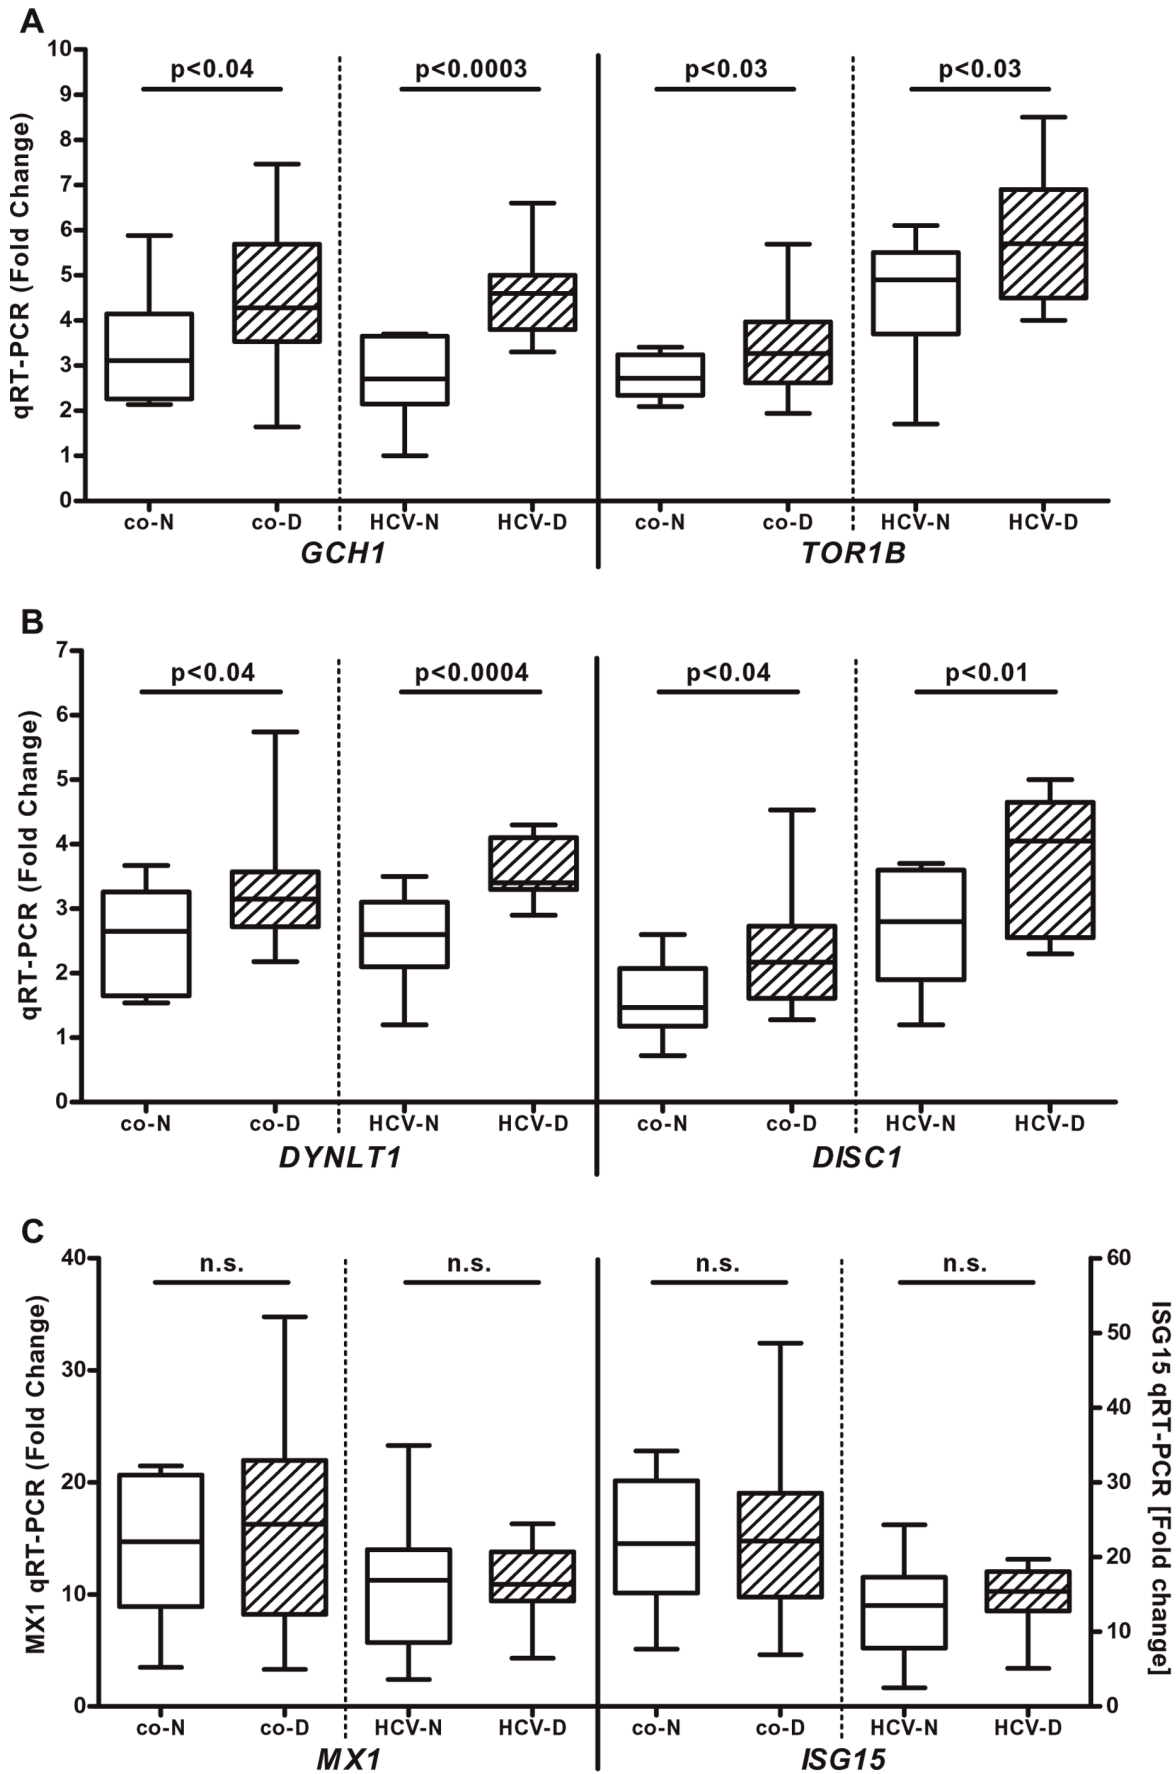 A
qRT-PCR (Fold Change)
10
9
8
7
6
5
4
3
2
1
0
p<0.04
p<0.0003
p<0.03
p<0.03
co-N
co-D
HCV-N
HCV-D
co-N
co-D
HCV-N
HCV-D
GCH1
TOR1B
B
qRT-PCR (Fold Change)
7
6
5
4
3
2
1
0
p<0.04
p<0.0004
p<0.04
p<0.01
co-N
co-D
HCV-N
HCV-D
co-N
co-D
HCV-N
HCV-D
DYNLT1
DISC1
C
MX1 qRT-PCR (Fold Change)
40
30
20
10
0
n.s.
n.s.
n.s.
n.s.
60
50
40
30
20
10
0
ISG15 qRT-PCR [Fold change]
co-N
co-D
HCV-N
HCV-D
co-N
co-D
HCV-N
HCV-D
MX1
ISG15